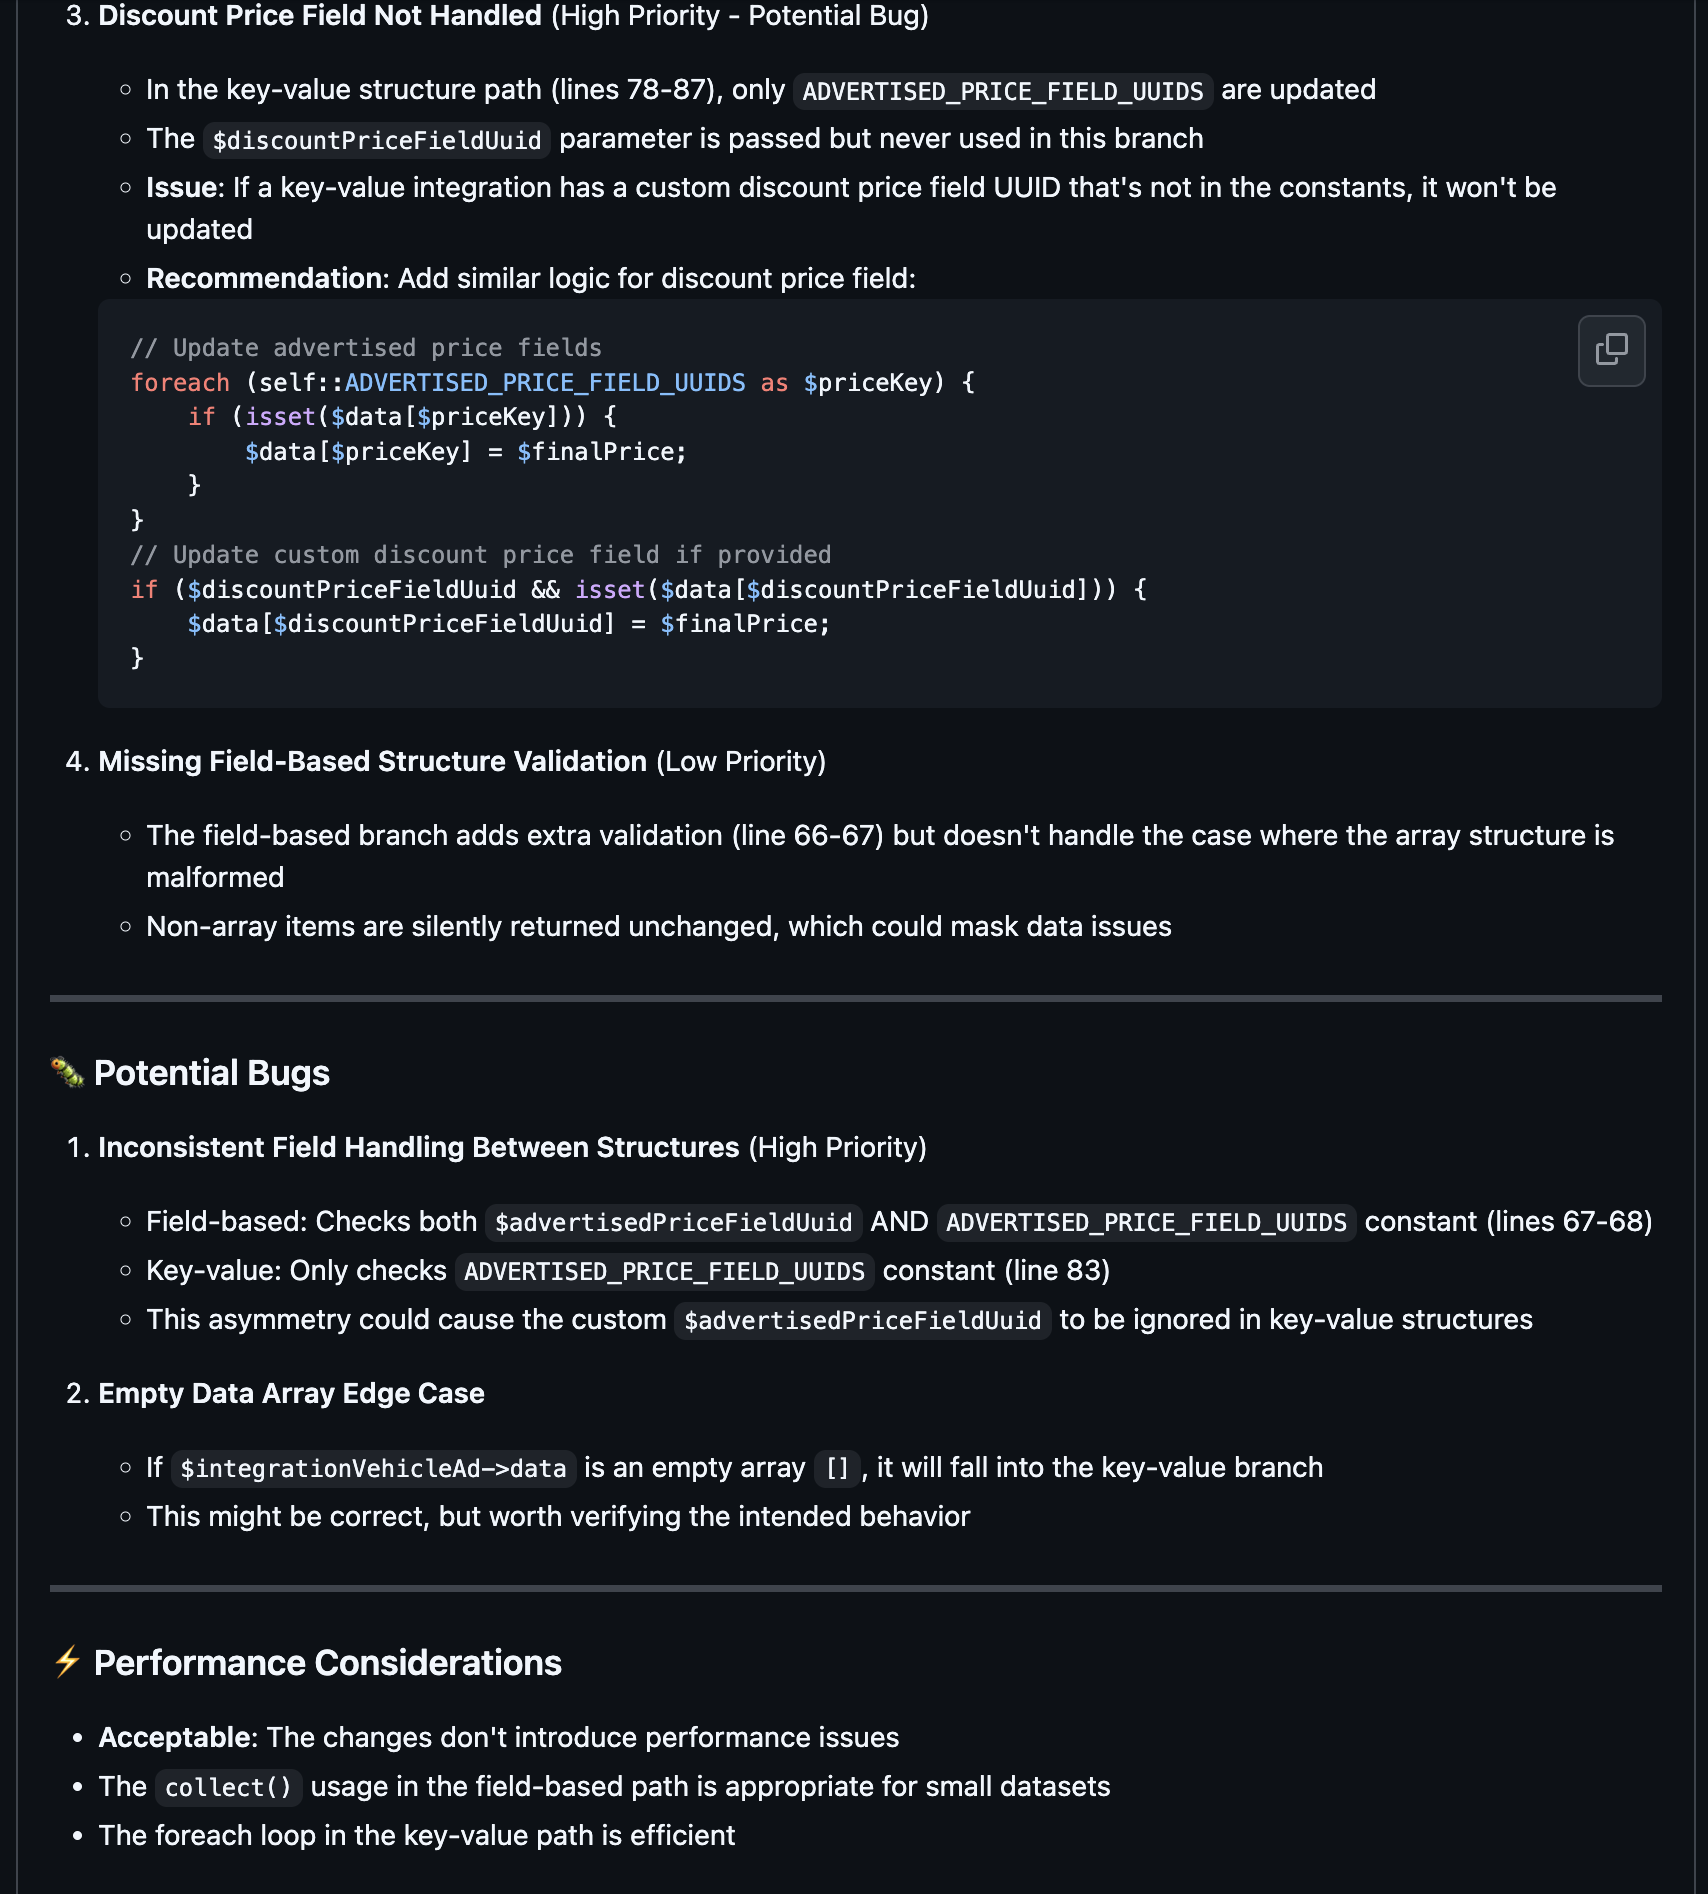 3. Discount Price Field Not Handled (High Priority - Potential Bug)
◦ In the key-value structure path (lines 78-87), only ADVERTISED_PRICE_FIELD_UUIDS are updated
◦ The $discountPriceFieldUuid parameter is passed but never used in this branch
◦ Issue: If a key-value integration has a custom discount price field UUID that's not in the constants, it won't be
updated
◦ Recommendation: Add similar logic for discount price field:
// Update advertised price fields
foreach (self::ADVERTISED_PRICE_FIELD_UUIDS as $priceKey) {
    if (isset($data[$priceKey])) {
        $data[$priceKey] = $finalPrice;
    }
}
// Update custom discount price field if provided
if ($discountPriceFieldUuid && isset($data[$discountPriceFieldUuid])) {
    $data[$discountPriceFieldUuid] = $finalPrice;
}
4. Missing Field-Based Structure Validation (Low Priority)
◦ The field-based branch adds extra validation (line 66-67) but doesn't handle the case where the array structure is
malformed
◦ Non-array items are silently returned unchanged, which could mask data issues
🐛 Potential Bugs
1. Inconsistent Field Handling Between Structures (High Priority)
◦ Field-based: Checks both $advertisedPriceFieldUuid AND ADVERTISED_PRICE_FIELD_UUIDS constant (lines 67-68)
◦ Key-value: Only checks ADVERTISED_PRICE_FIELD_UUIDS constant (line 83)
◦ This asymmetry could cause the custom $advertisedPriceFieldUuid to be ignored in key-value structures
2. Empty Data Array Edge Case
◦ If $integrationVehicleAd->data is an empty array [], it will fall into the key-value branch
◦ This might be correct, but worth verifying the intended behavior
⚡ Performance Considerations
• Acceptable: The changes don't introduce performance issues
• The collect() usage in the field-based path is appropriate for small datasets
• The foreach loop in the key-value path is efficient